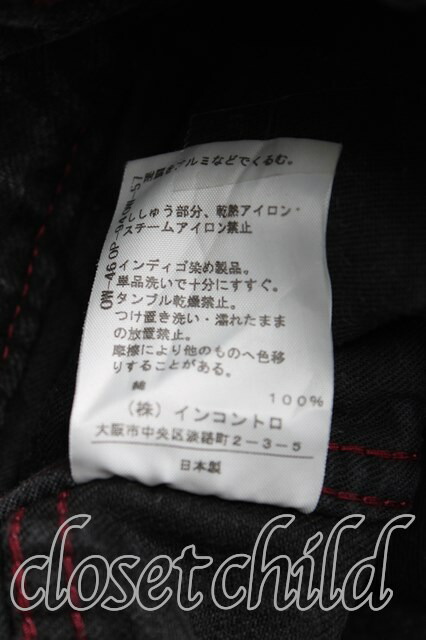 附属をアルミなどでくるむ。
ししゅう部分、乾熱アイロン・
スチームアイロン禁止
インディゴ染め製品。
単品洗いで十分にすすぐ。
タンブル乾燥禁止。
つけ置き洗い・濡れたまま
の放置禁止。
摩擦により他のものへ色移
りすることがある。
綿 100%
(株) インコントロ
大阪市中央区淡路町2-3-5
日本製
closet child